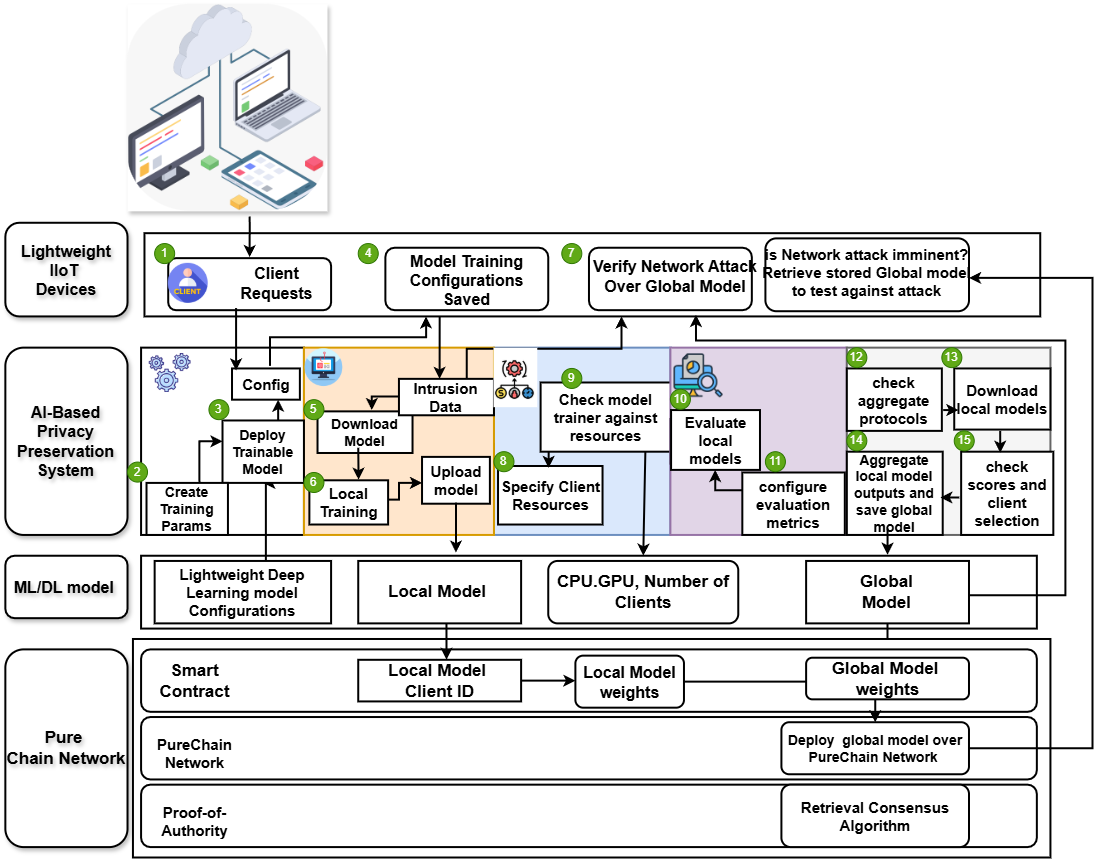 Lightweight
IIoT
Devices
1
CLIENT
Client
Requests
4
Model Training
Configurations
Saved
7
Verify Network Attack
Over Global Model
is Network attack imminent?
Retrieve stored Global model
to test against attack
AI-Based
Privacy
Preservation
System
Config
3
Deploy
Trainable
Model
2
Create
Training
Params
Intrusion
Data
5
Download
Model
6
Local
Training
Upload
model
9
Check model
trainer against
resources
8
Specify Client
Resources
10
Evaluate
local
models
11
configure
evaluation
metrics
12
check
aggregate
protocols
13
Download
local models
14
Aggregate
local model
outputs and
save global
model
15
check
scores and
client
selection
ML/DL model
Lightweight Deep
Learning model
Configurations
Local Model
CPU.GPU, Number of
Clients
Global
Model
Pure
Chain Network
Smart
Contract
Local Model
Client ID
Local Model
weights
Global Model
weights
PureChain
Network
Deploy global model over
PureChain Network
Proof-of-
Authority
Retrieval Consensus
Algorithm